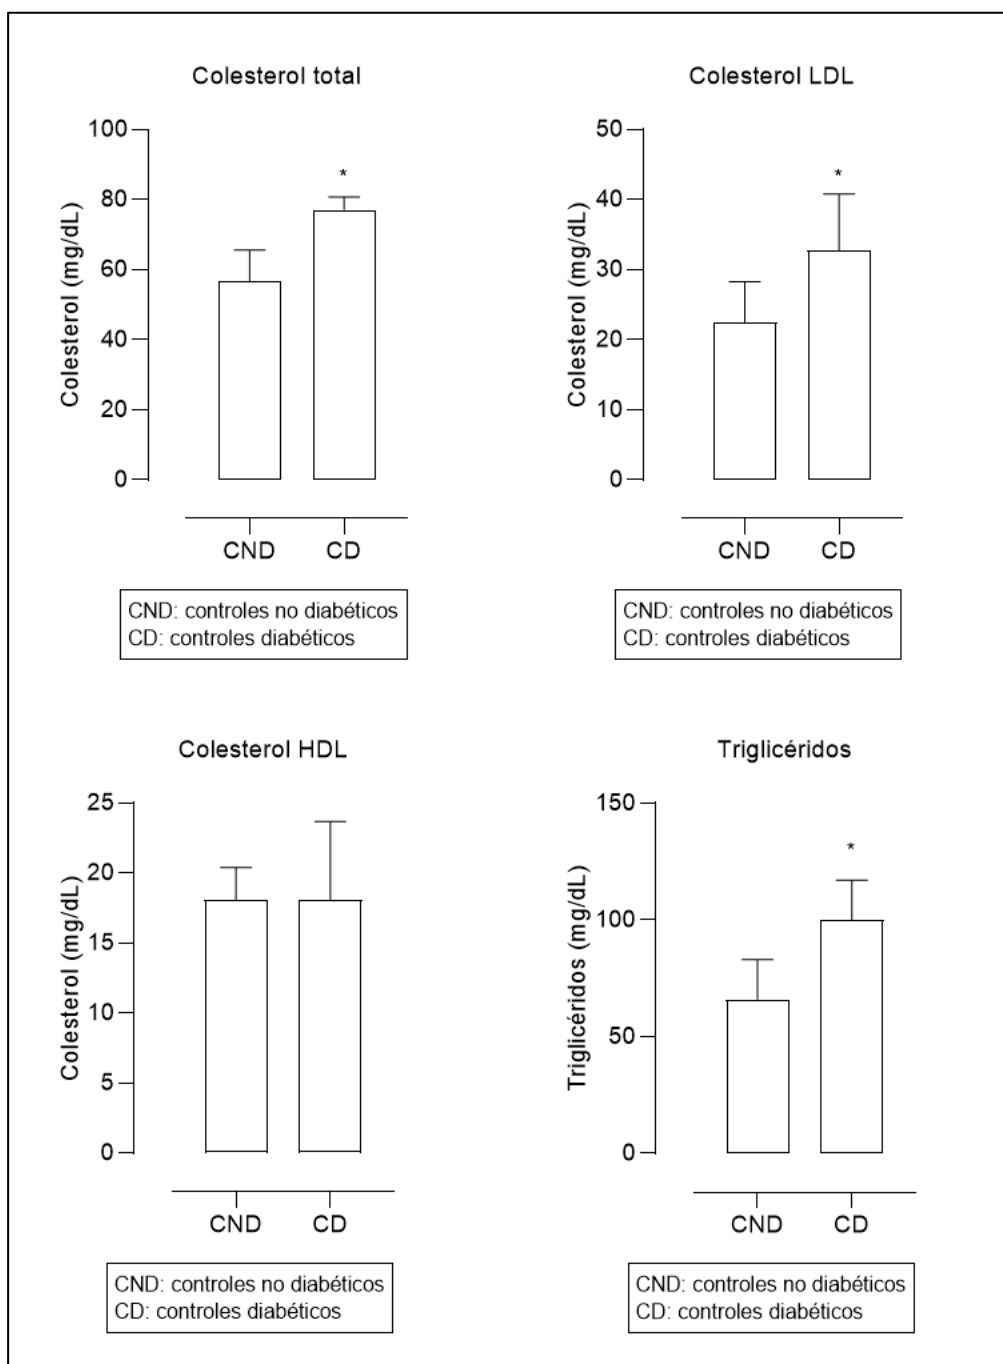 Colesterol total
Colesterol (mg/dL)
100
80
60
40
20
0
*
CND CD
CND: controles no diabéticos
CD: controles diabéticos
Colesterol LDL
Colesterol (mg/dL)
50
40
30
20
10
0
*
CND CD
CND: controles no diabéticos
CD: controles diabéticos
Colesterol HDL
Colesterol (mg/dL)
25
20
15
10
5
0
CND CD
CND: controles no diabéticos
CD: controles diabéticos
Triglicéridos
Triglicéridos (mg/dL)
150
100
50
0
*
CND CD
CND: controles no diabéticos
CD: controles diabéticos